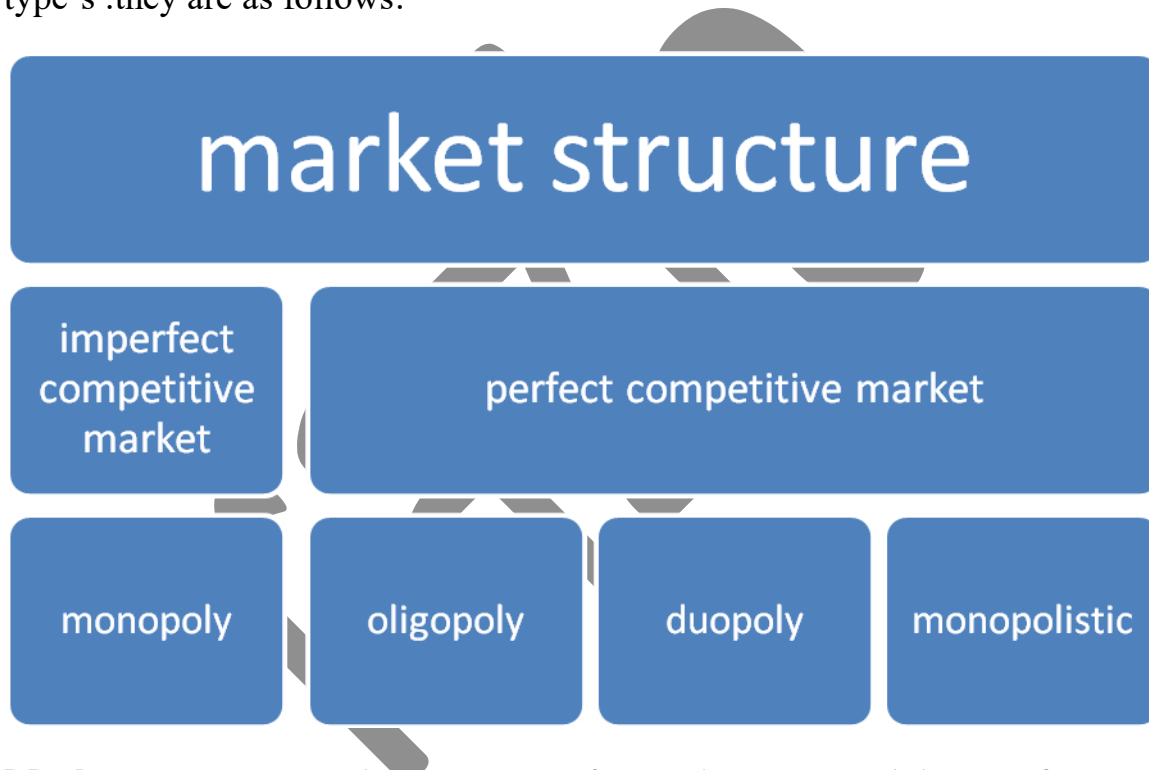 type's .they are as follows:
market structure
imperfect
competitive
market
perfect competitive market
monopoly
oligopoly
duopoly
monopolistic